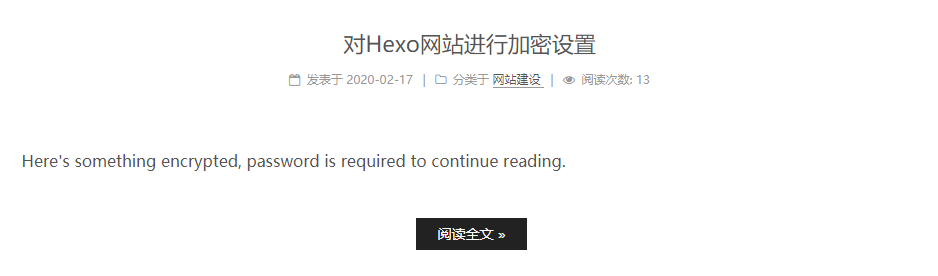 对Hexo网站进行加密设置
发表于 2020-02-17 | 分类于 网站建设 | 阅读次数: 13
Here's something encrypted, password is required to continue reading.
阅读全文 »